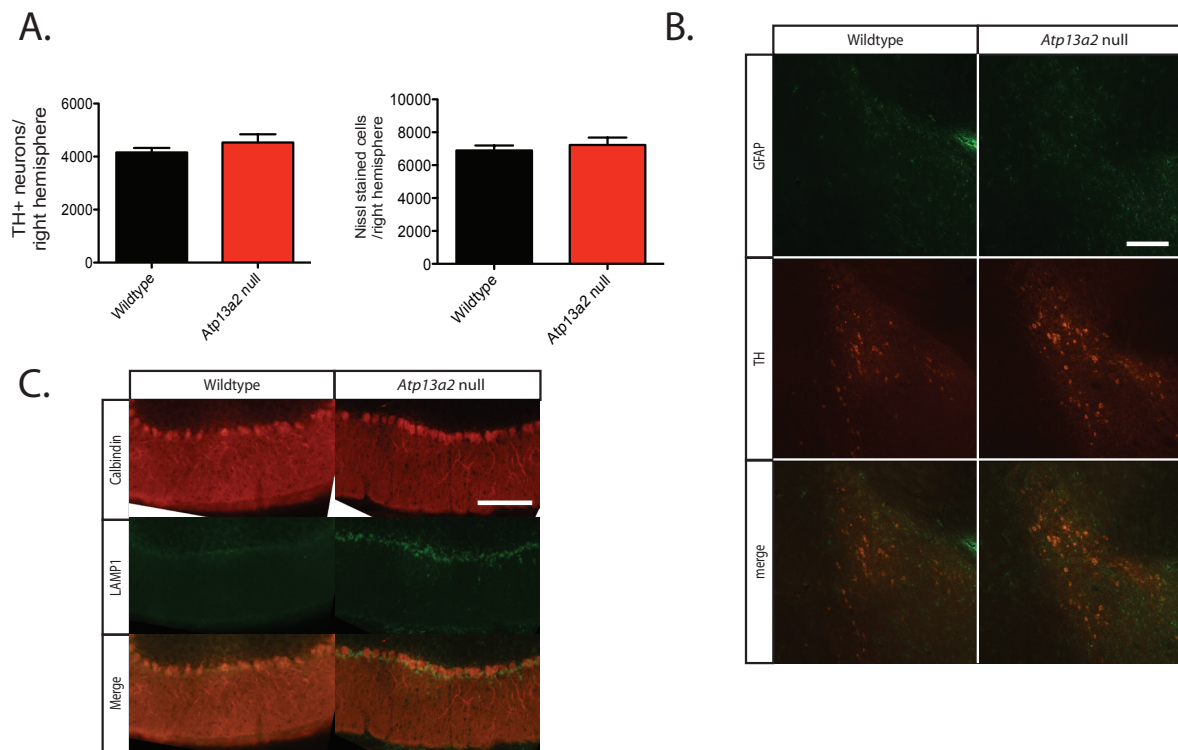 A.
TH+ neurons/
right hemisphere
6000
4000
2000
0
Wildtype
Atp13a2 null
Nissl stained cells
/right hemisphere
10000
8000
6000
4000
2000
0
Wildtype
Atp13a2 null
B.
Wildtype
Atp13a2 null
GFAP
TH
merge
C.
Wildtype
Atp13a2 null
Calbindin
LAMP1
Merge